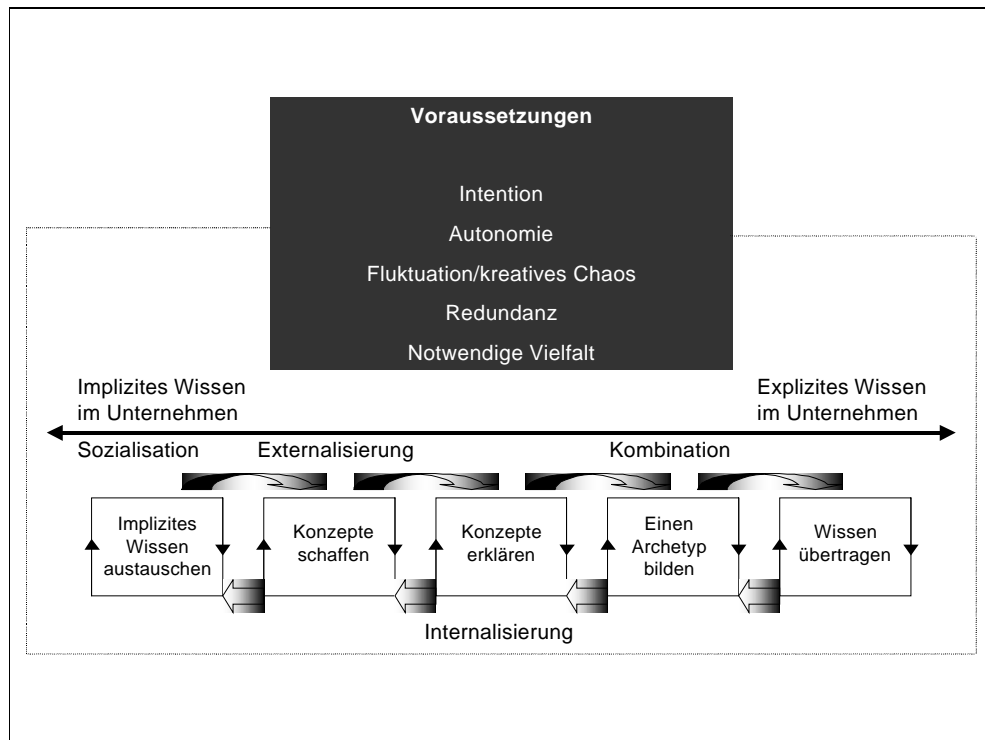 Voraussetzungen
Intention
Autonomie
Fluktuation/kreatives Chaos
Redundanz
Notwendige Vielfalt
Implizites Wissen
im Unternehmen
Explizites Wissen
im Unternehmen
Sozialisation
Externalisierung
Kombination
Implizites
Wissen
austauschen
Konzepte
schaffen
Konzepte
erklären
Einen
Archetyp
bilden
Wissen
übertragen
Internalisierung